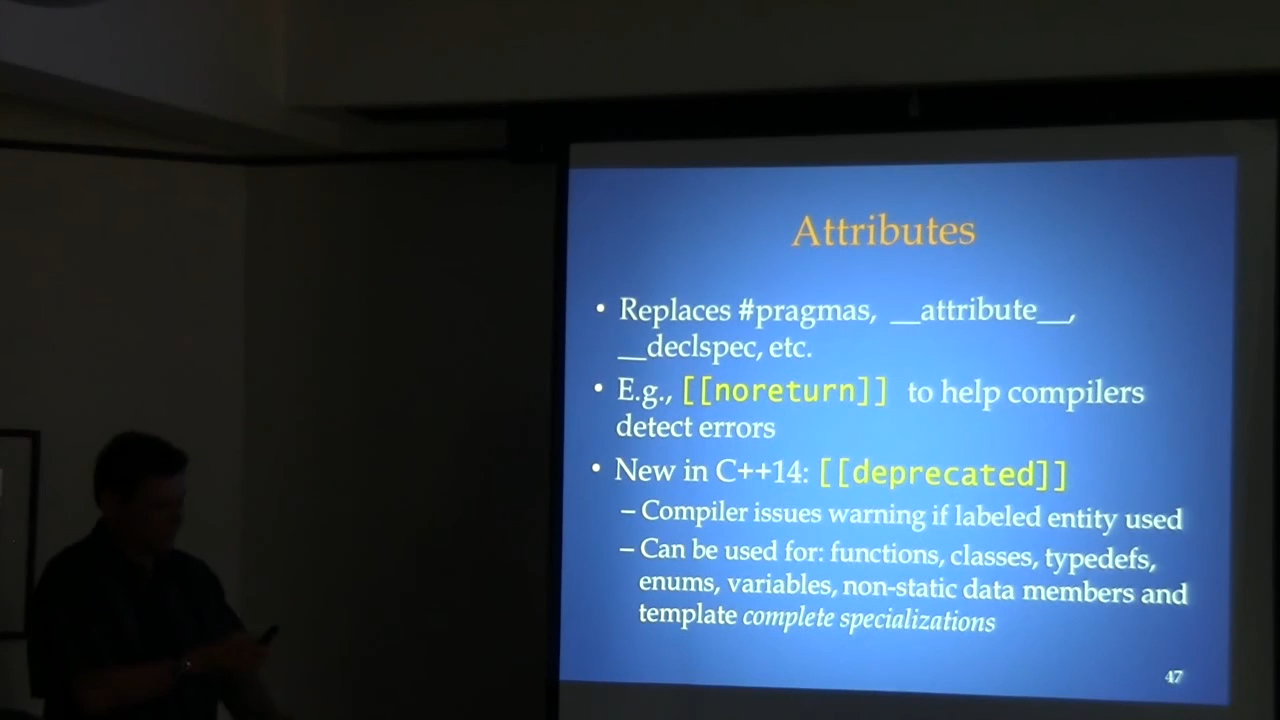 Attributes
• Replaces #pragmas, __attribute__,
__declspec, etc.
• E.g., [[noreturn]] to help compilers
detect errors
• New in C++14: [[deprecated]]
– Compiler issues warning if labeled entity used
– Can be used for: functions, classes, typedefs,
enums, variables, non-static data members and
template complete specializations
47